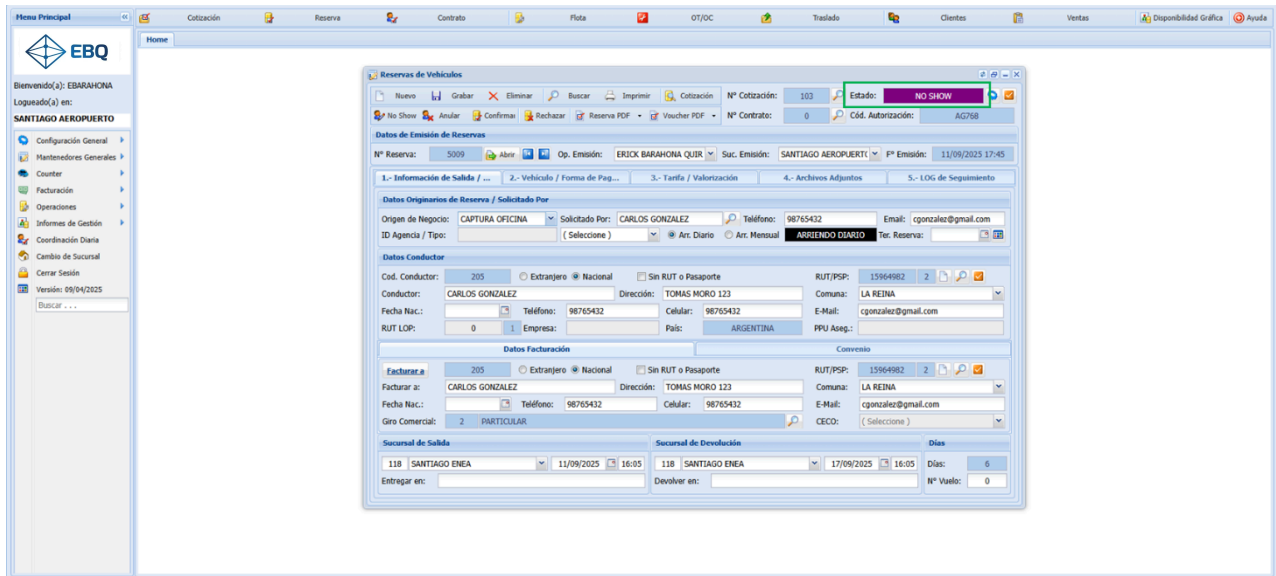 Menu Principal
Cotización Reserva Contrato Flota OT/OC Traslado Clientes Ventas Disponibilidad Gráfica Ayuda
EBQ
Home
Bienvenido(a): EBARAHONA
Logueado(a) en:
SANTIAGO AEROPUERTO
Configuración General
Mantenedores Generales
Counter
Facturación
Operaciones
Informes de Gestión
Coordinación Diaria
Cambio de Sucursal
Cerrar Sesión
Versión: 09/04/2025
Buscar . . .
Reservas de Vehículos
Nuevo Grabar Eliminar Buscar Imprimir Cotización Nº Cotización: 103 Estado: NO SHOW
No Show Anular Confirmar Rechazar Reserva PDF Voucher PDF Nº Contrato: 0 Cód. Autorización: AG768
Datos de Emisión de Reservas
Nº Reserva: 5009 Abrir Op. Emisión: ERICK BARAHONA QUIR Suc. Emisión: SANTIAGO AEROPUERT( Fº Emisión: 11/09/2025 17:45
1.- Información de Salida / ... 2.- Vehículo / Forma de Pag... 3.- Tarifa / Valorización 4.- Archivos Adjuntos 5.- LOG de Seguimiento
Datos Originarios de Reserva / Solicitado Por
Origen de Negocio: CAPTURA OFICINA Solicitado Por: CARLOS GONZALEZ Teléfono: 98765432 Email: cgonzalez@gmail.com
ID Agencia / Tipo: ( Seleccione ) Arr. Diario Arr. Mensual ARRIENDO DIARIO Ter. Reserva:
Datos Conductor
Cod. Conductor: 205 Extranjero Nacional Sin RUT o Pasaporte RUT/PSP: 15964982 2
Conductor: CARLOS GONZALEZ Dirección: TOMAS MORO 123 Comuna: LA REINA
Fecha Nac.: Teléfono: 98765432 Celular: 98765432 E-Mail: cgonzalez@gmail.com
RUT LOP: 0 1 Empresa: País: ARGENTINA PPU Aseg.:
Datos Facturación Convenio
Facturar a 205 Extranjero Nacional Sin RUT o Pasaporte RUT/PSP: 15964982 2
Facturar a: CARLOS GONZALEZ Dirección: TOMAS MORO 123 Comuna: LA REINA
Fecha Nac.: Teléfono: 98765432 Celular: 98765432 E-Mail: cgonzalez@gmail.com
Giro Comercial: 2 PARTICULAR CECO: ( Seleccione )
Sucursal de Salida Sucursal de Devolución Días
118 SANTIAGO ENEA 11/09/2025 16:05 118 SANTIAGO ENEA 17/09/2025 16:05 Días: 6
Entregar en: Devolver en: Nº Vuelo: 0